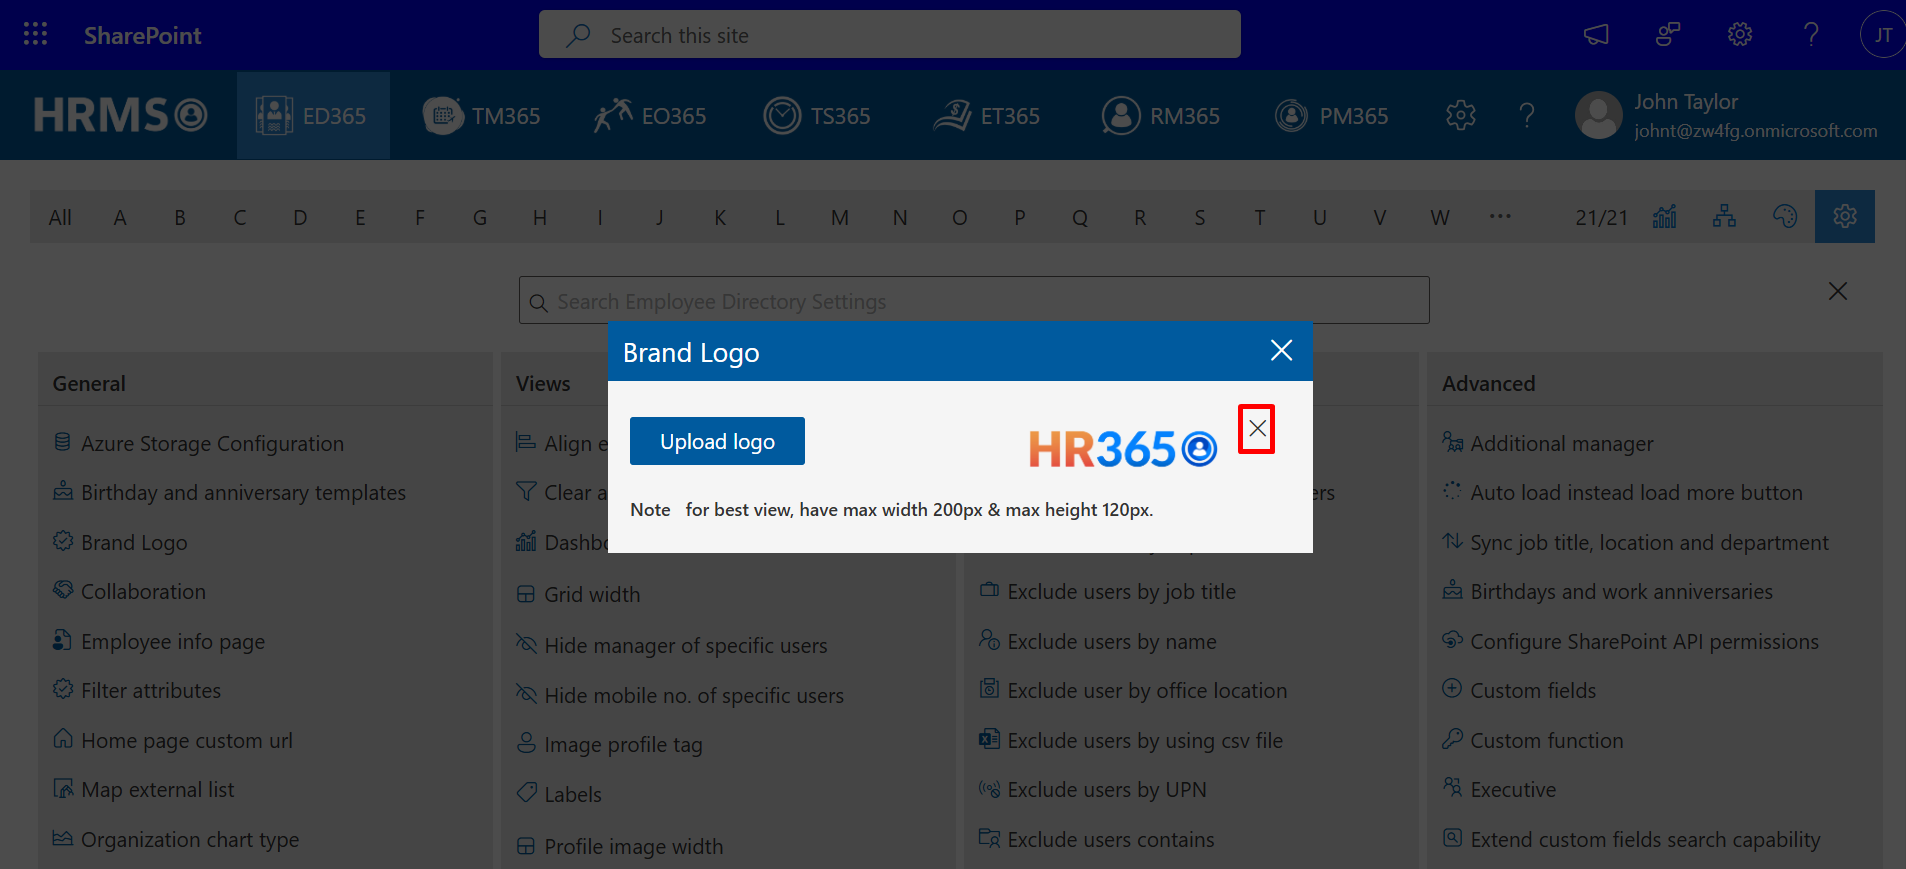 SharePoint
Search this site
JT
HRMS
ED365
TM365
EO365
TS365
ET365
RM365
PM365
?
John Taylor
johnt@zw4fg.onmicrosoft.com
All A B C D E F G H I J K L M N O P Q R S T U V W ... 21/21
Search Employee Directory Settings
Brand Logo
Upload logo
HR365
Note for best view, have max width 200px & max height 120px.
General
Azure Storage Configuration
Birthday and anniversary templates
Brand Logo
Collaboration
Employee info page
Filter attributes
Home page custom url
Map external list
Organization chart type
Views
Align e
Clear a
Dashb
Grid width
Hide manager of specific users
Hide mobile no. of specific users
Image profile tag
Labels
Profile image width
Exclude users by job title
Exclude users by name
Exclude user by office location
Exclude users by using csv file
Exclude users by UPN
Exclude users contains
Advanced
Additional manager
Auto load instead load more button
Sync job title, location and department
Birthdays and work anniversaries
Configure SharePoint API permissions
Custom fields
Custom function
Executive
Extend custom fields search capability